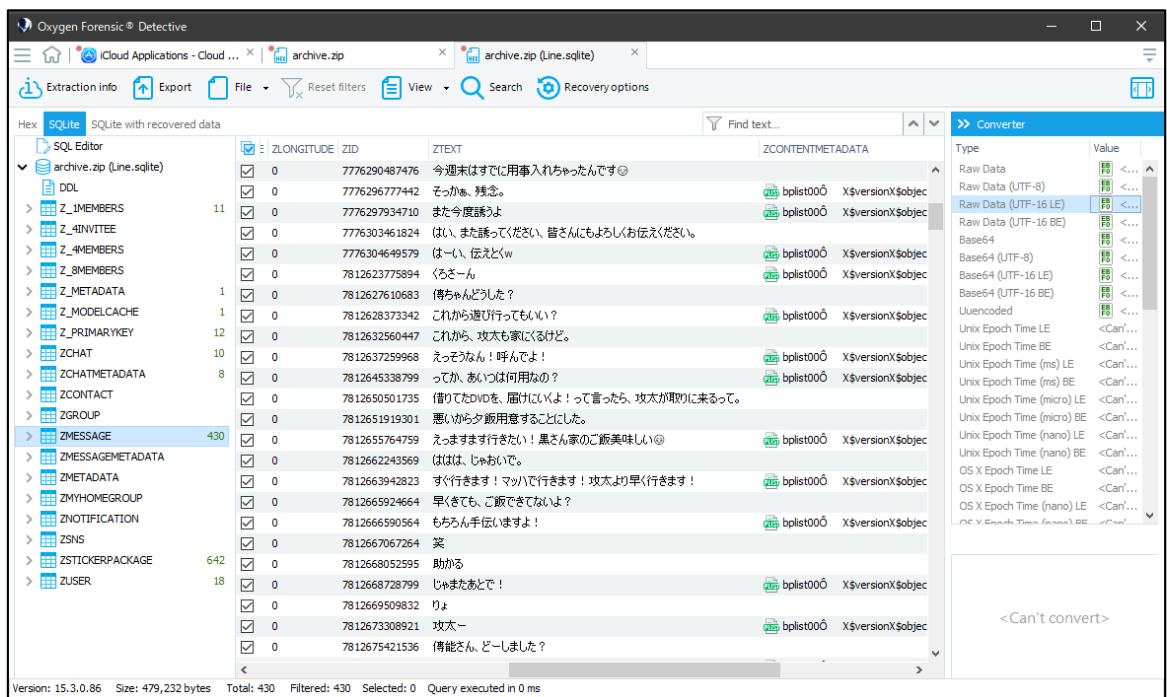 Oxygen Forensic® Detective
iCloud Applications - Cloud ... archive.zip archive.zip (Line.sqlite)
Extraction info Export File Reset filters View Search Recovery options
Hex SQLite SQLite with recovered data Find text... Converter
SQL Editor
archive.zip (Line.sqlite)
DDL
Z_1MEMBERS 11
Z_4INVITEE
Z_4MEMBERS
Z_8MEMBERS
Z_METADATA 1
Z_MODELCACHE 1
Z_PRIMARYKEY 12
ZCHAT 10
ZCHATMETADATA 8
ZCONTACT
ZGROUP
ZMESSAGE 430
ZMESSAGEMETADATA
ZMETADATA
ZMYHOMEGROUP
ZNOTIFICATION
ZSNS
ZSTICKERPACKAGE 642
ZUSER 18
ZLONGITUDE ZID ZTEXT ZCONTENTMETADATA
0 7776290487476 今週末はすでに用事入れちゃったんです
0 7776296777442 そっかぁ、残念。 bplist00Ô X$versionX$objec
0 7776297934710 また今度誘うよ bplist00Ô X$versionX$objec
0 7776303461824 はい、また誘ってください、皆さんにもよろしくお伝えください。
0 7776304649579 はーい、伝えとくw bplist00Ô X$versionX$objec
0 7812623775894 くろさーん bplist00Ô X$versionX$objec
0 7812627610683 傳ちゃんどうした？
0 7812628373342 これから遊び行ってもいい？ bplist00Ô X$versionX$objec
0 7812632560447 これから、攻太も家にくるけど。
0 7812637259968 えっそうなん！呼んでよ！ bplist00Ô X$versionX$objec
0 7812645338799 ってか、あいつは何用なの？ bplist00Ô X$versionX$objec
0 7812650501735 借りてたDVDを、届けにいくよ！って言ったら、攻太が取りに来るって。
0 7812651919301 悪いから夕飯用意することにした。
0 7812655764759 えっますます行きたい！黒さん家のご飯美味しい bplist00Ô X$versionX$objec
0 7812662243569 ははは、じゃおいで。
0 7812663942823 すぐ行きます！マッハで行きます！攻太より早く行きます！ bplist00Ô X$versionX$objec
0 7812665924664 早くきても、ご飯できてないよ？
0 7812666590564 もちろん手伝いますよ！ bplist00Ô X$versionX$objec
0 7812667067264 笑
0 7812668052595 助かる
0 7812668728799 じゃまたあとで！ bplist00Ô X$versionX$objec
0 7812669509832 りょ
0 7812673308921 攻太ー bplist00Ô X$versionX$objec
0 7812675421536 傳能さん、どーしました？
Type Value
Raw Data <...
Raw Data (UTF-8) <...
Raw Data (UTF-16 LE) <...
Raw Data (UTF-16 BE) <...
Base64 <...
Base64 (UTF-8) <...
Base64 (UTF-16 LE) <...
Base64 (UTF-16 BE) <...
Uuencoded <...
Unix Epoch Time LE <Can'...
Unix Epoch Time BE <Can'...
Unix Epoch Time (ms) LE <Can'...
Unix Epoch Time (ms) BE <Can'...
Unix Epoch Time (micro) LE <Can'...
Unix Epoch Time (micro) BE <Can'...
Unix Epoch Time (nano) LE <Can'...
Unix Epoch Time (nano) BE <Can'...
OS X Epoch Time LE <Can'...
OS X Epoch Time BE <Can'...
OS X Epoch Time (nano) LE <Can'...
<Can't convert>
Version: 15.3.0.86 Size: 479,232 bytes Total: 430 Filtered: 430 Selected: 0 Query executed in 0 ms